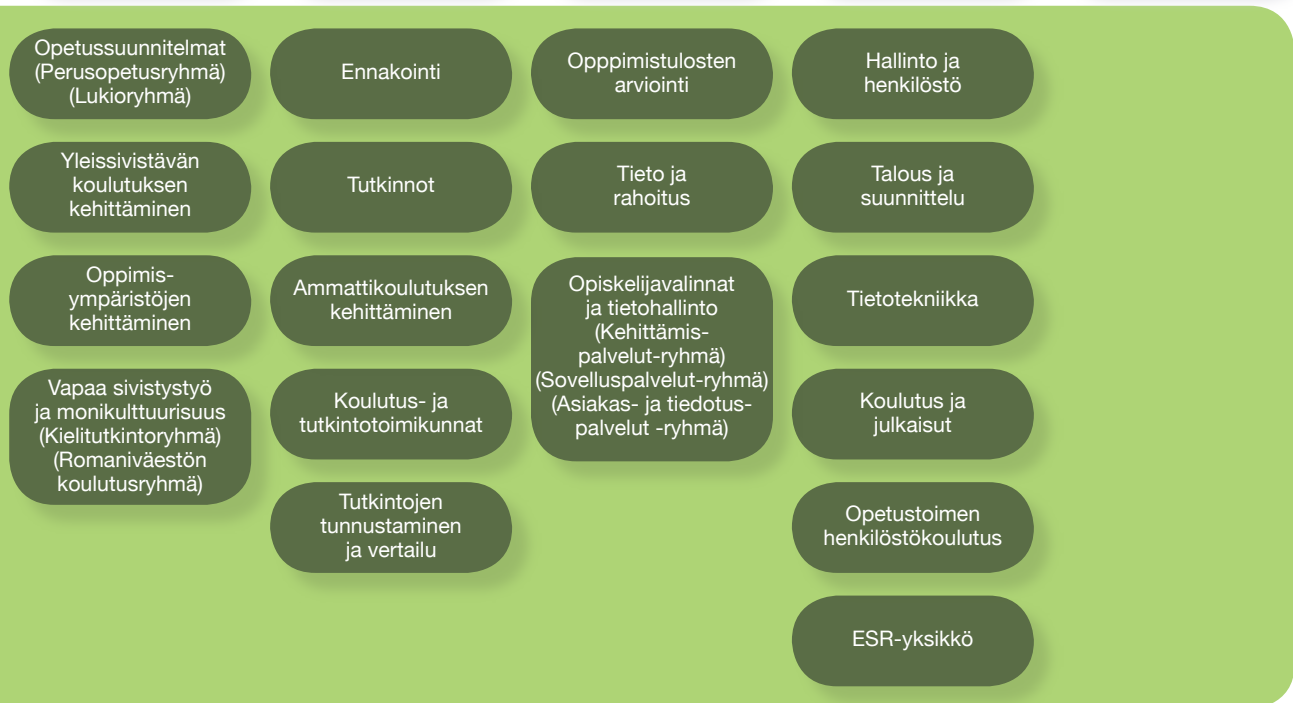 Opetussuunnitelmat
(Perusopetusryhmä)
(Lukioryhmä)
Yleissivistävän
koulutuksen
kehittäminen
Oppimis-
ympäristöjen
kehittäminen
Vapaa sivistystyö
ja monikulttuurisuus
(Kielitutkintoryhmä)
(Romaniväestön
koulutusryhmä)
Ennakointi
Tutkinnot
Ammattikoulutuksen
kehittäminen
Koulutus- ja
tutkintotoimikunnat
Tutkintojen
tunnustaminen
ja vertailu
Opppimistulosten
arviointi
Tieto ja
rahoitus
Opiskelijavalinnat
ja tietohallinto
(Kehittämis-
palvelut-ryhmä)
(Sovelluspalvelut-ryhmä)
(Asiakas- ja tiedotus-
palvelut -ryhmä)
Hallinto ja
henkilöstö
Talous ja
suunnittelu
Tietotekniikka
Koulutus ja
julkaisut
Opetustoimen
henkilöstökoulutus
ESR-yksikkö